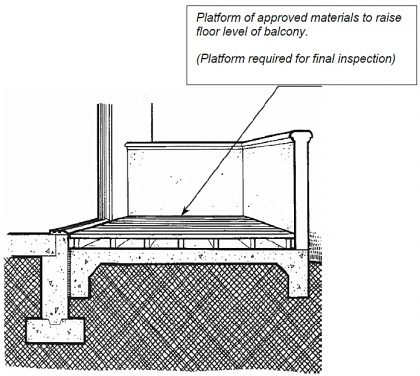 Platform of approved materials to raise
floor level of balcony.
(Platform required for final inspection)